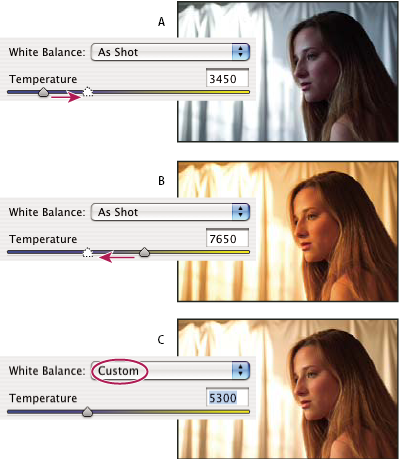 A
White Balance: As Shot
Temperature 3450
B
White Balance: As Shot
Temperature 7650
C
White Balance: Custom
Temperature 5300